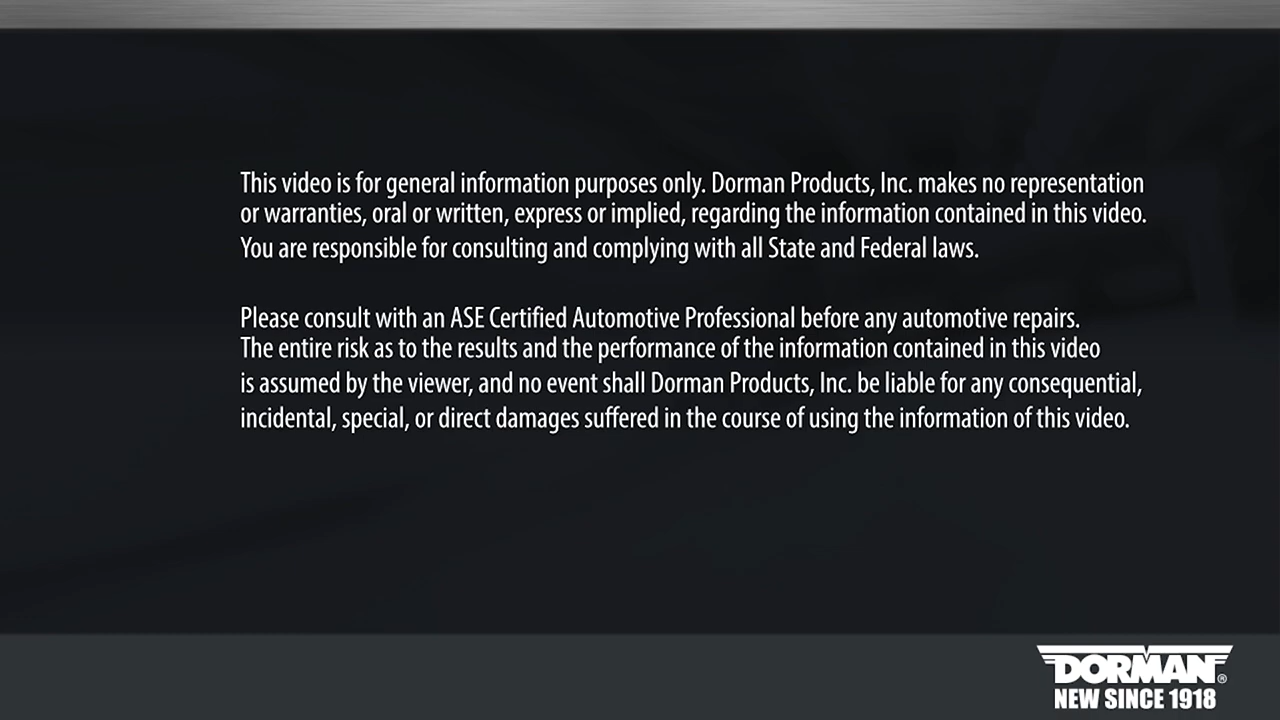 This video is for general information purposes only. Dorman Products, Inc. makes no representation
or warranties, oral or written, express or implied, regarding the information contained in this video.
You are responsible for consulting and complying with all State and Federal laws.
Please consult with an ASE Certified Automotive Professional before any automotive repairs.
The entire risk as to the results and the performance of the information contained in this video
is assumed by the viewer, and no event shall Dorman Products, Inc. be liable for any consequential,
incidental, special, or direct damages suffered in the course of using the information of this video.
DORMAN®
NEW SINCE 1918